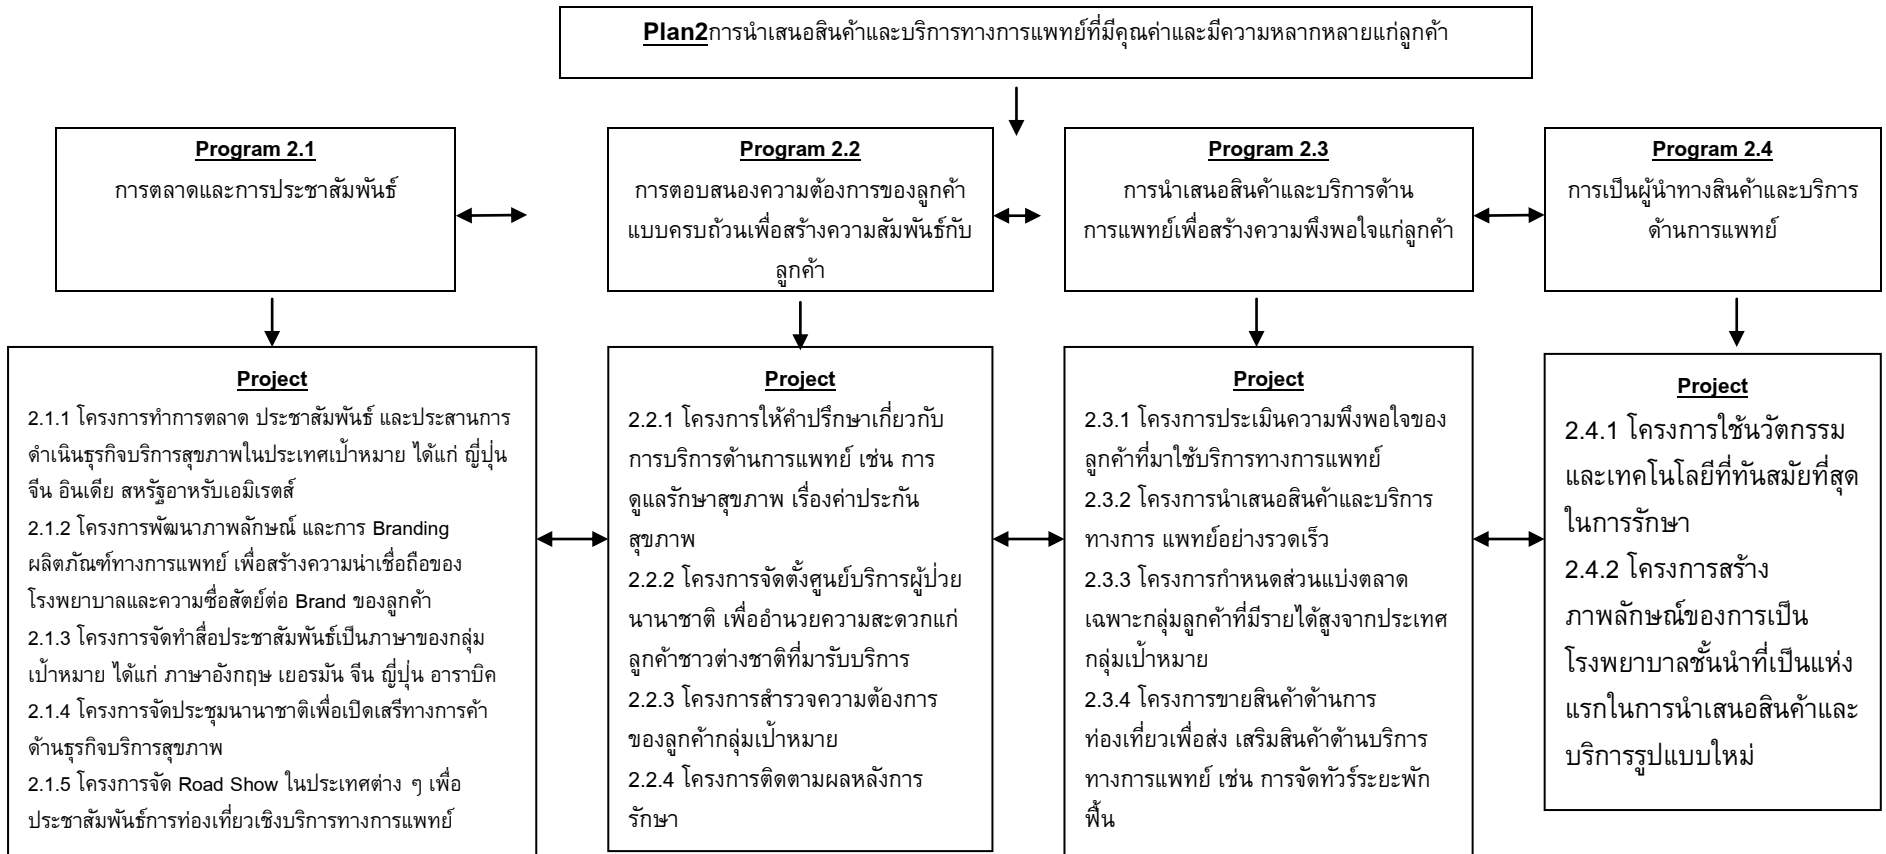 Plan2การนำเสนอสินค้าและบริการทางการแพทย์ที่มีคุณค่าและมีความหลากหลายแก่ลูกค้า
Program 2.1
การตลาดและการประชาสัมพันธ์
Program 2.2
การตอบสนองความต้องการของลูกค้า
แบบครบถ้วนเพื่อสร้างความสัมพันธ์กับ
ลูกค้า
Program 2.3
การนำเสนอสินค้าและบริการด้าน
การแพทย์เพื่อสร้างความพึงพอใจแก่ลูกค้า
Program 2.4
การเป็นผู้นำทางสินค้าและบริการ
ด้านการแพทย์
Project
2.1.1 โครงการทำการตลาด ประชาสัมพันธ์ และประสานการ
ดำเนินธุรกิจบริการสุขภาพในประเทศเป้าหมาย ได้แก่ ญี่ปุ่น
จีน อินเดีย สหรัฐอาหรับเอมิเรตส์
2.1.2 โครงการพัฒนาภาพลักษณ์ และการ Branding
ผลิตภัณฑ์ทางการแพทย์ เพื่อสร้างความน่าเชื่อถือของ
โรงพยาบาลและความซื่อสัตย์ต่อ Brand ของลูกค้า
2.1.3 โครงการจัดทำสื่อประชาสัมพันธ์เป็นภาษาของกลุ่ม
เป้าหมาย ได้แก่ ภาษาอังกฤษ เยอรมัน จีน ญี่ปุ่น อาราบิค
2.1.4 โครงการจัดประชุมนานาชาติเพื่อเปิดเสรีทางการค้า
ด้านธุรกิจบริการสุขภาพ
2.1.5 โครงการจัด Road Show ในประเทศต่าง ๆ เพื่อ
ประชาสัมพันธ์การท่องเที่ยวเชิงบริการทางการแพทย์
Project
2.2.1 โครงการให้คำปรึกษาเกี่ยวกับ
การบริการด้านการแพทย์ เช่น การ
ดูแลรักษาสุขภาพ เรื่องค่าประกัน
สุขภาพ
2.2.2 โครงการจัดตั้งศูนย์บริการผู้ป่วย
นานาชาติ เพื่ออำนวยความสะดวกแก่
ลูกค้าชาวต่างชาติที่มารับบริการ
2.2.3 โครงการสำรวจความต้องการ
ของลูกค้ากลุ่มเป้าหมาย
2.2.4 โครงการติดตามผลหลังการ
รักษา
Project
2.3.1 โครงการประเมินความพึงพอใจของ
ลูกค้าที่มาใช้บริการทางการแพทย์
2.3.2 โครงการนำเสนอสินค้าและบริการ
ทางการ แพทย์อย่างรวดเร็ว
2.3.3 โครงการกำหนดส่วนแบ่งตลาด
เฉพาะกลุ่มลูกค้าที่มีรายได้สูงจากประเทศ
กลุ่มเป้าหมาย
2.3.4 โครงการขายสินค้าด้านการ
ท่องเที่ยวเพื่อส่ง เสริมสินค้าด้านบริการ
ทางการแพทย์ เช่น การจัดทัวร์ระยะพัก
ฟื้น
Project
2.4.1 โครงการใช้นวัตกรรม
และเทคโนโลยีที่ทันสมัยที่สุด
ในการรักษา
2.4.2 โครงการสร้าง
ภาพลักษณ์ของการเป็น
โรงพยาบาลชั้นนำที่เป็นแห่ง
แรกในการนำเสนอสินค้าและ
บริการรูปแบบใหม่